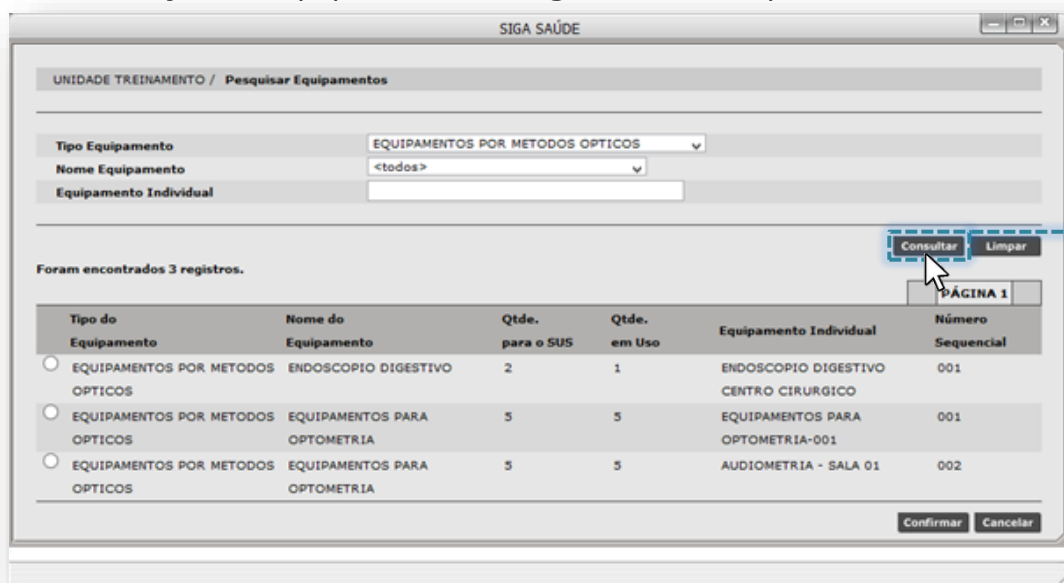 SIGA SAÚDE
UNIDADE TREINAMENTO / Pesquisar Equipamentos
Tipo Equipamento EQUIPAMENTOS POR METODOS OPTICOS
Nome Equipamento <todos>
Equipamento Individual
Consultar Limpar
Foram encontrados 3 registros.
PÁGINA 1
Tipo do Nome do Qtde. Qtde. Equipamento Individual Número
Equipamento Equipamento para o SUS em Uso Sequencial
EQUIPAMENTOS POR METODOS ENDOSCOPIO DIGESTIVO 2 1 ENDOSCOPIO DIGESTIVO 001
OPTICOS CENTRO CIRURGICO
EQUIPAMENTOS POR METODOS EQUIPAMENTOS PARA 5 5 EQUIPAMENTOS PARA 001
OPTICOS OPTOMETRIA OPTOMETRIA-001
EQUIPAMENTOS POR METODOS EQUIPAMENTOS PARA 5 5 AUDIOMETRIA - SALA 01 002
OPTICOS OPTOMETRIA
Confirmar Cancelar